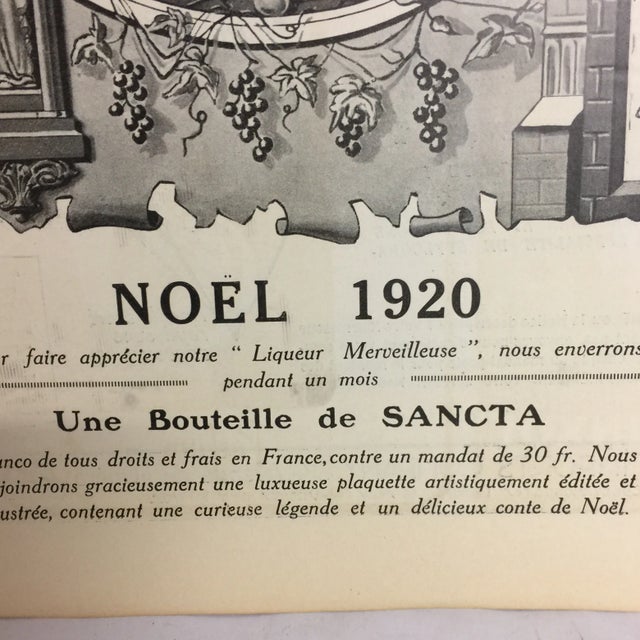 NOËL 1920
r faire apprécier notre “ Liqueur Merveilleuse ”, nous enverrons
pendant un mois
Une Bouteille de SANCTA
anco de tous droits et frais en France, contre un mandat de 30 fr. Nous
joindrons gracieusement une luxueuse plaquette artistiquement éditée et
ustrée, contenant une curieuse légende et un délicieux conte de Noël.